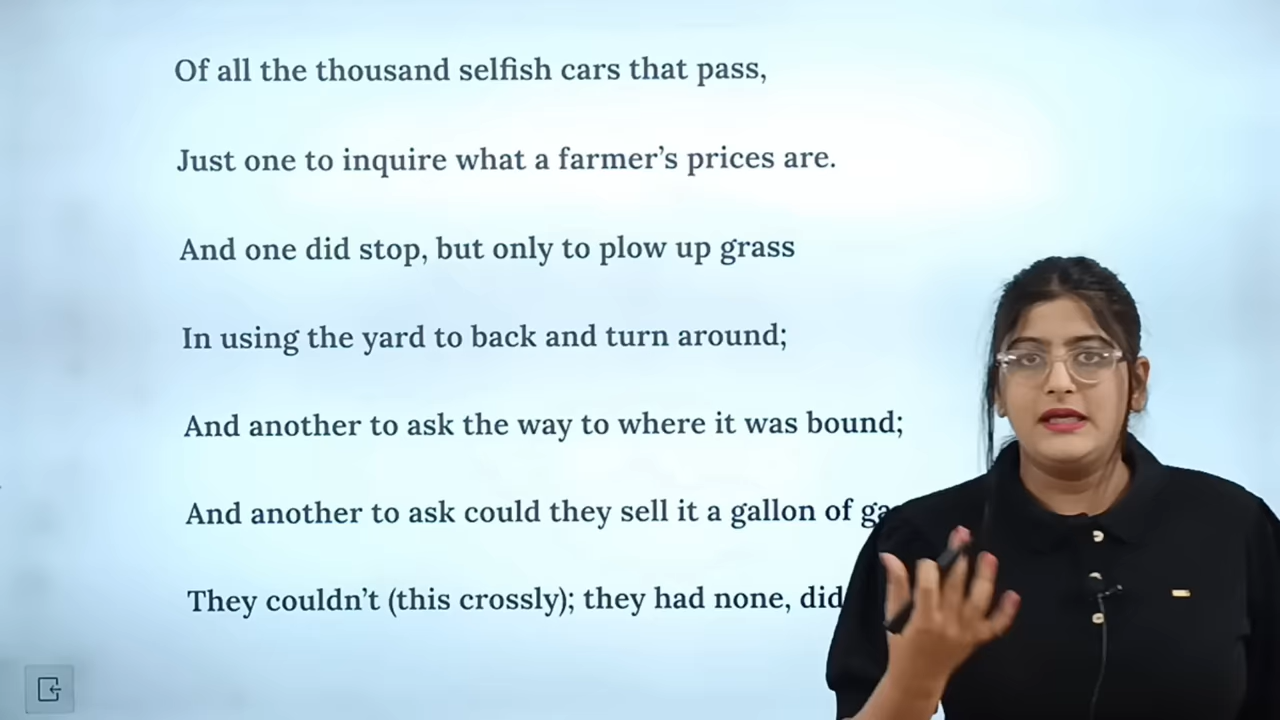 Of all the thousand selfish cars that pass,
Just one to inquire what a farmer’s prices are.
And one did stop, but only to plow up grass
In using the yard to back and turn around;
And another to ask the way to where it was bound;
And another to ask could they sell it a gallon of
They couldn’t (this crossly); they had none, did